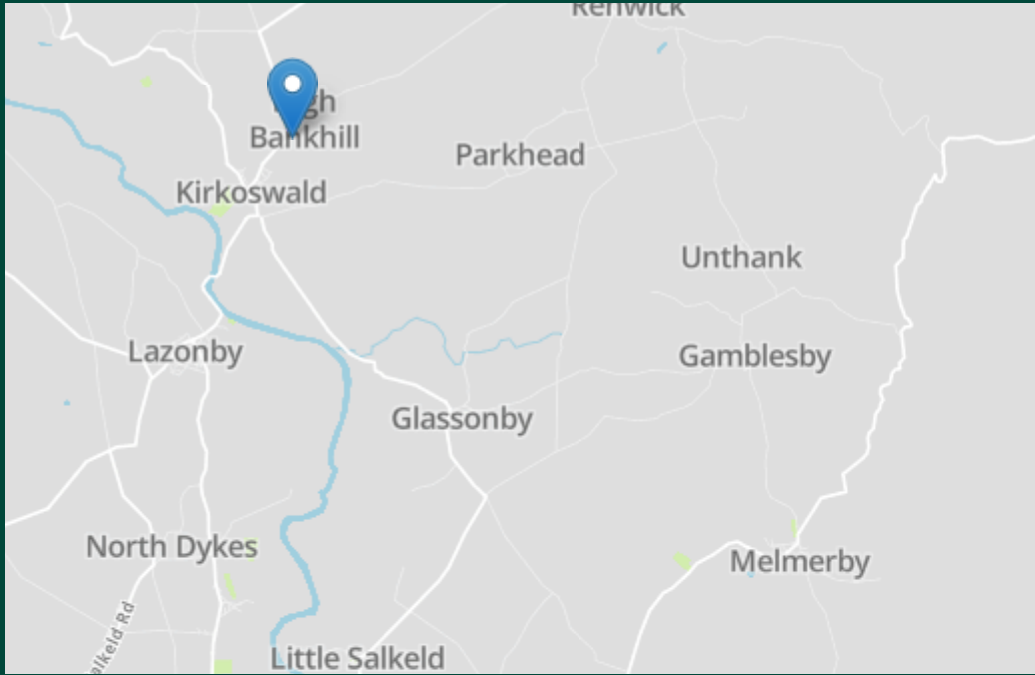 Renwick
Bankhill
Parkhead
Kirkoswald
Unthank
Lazonby
Gamblesby
Glassonby
North Dykes
Melmerby
Little Salkeld